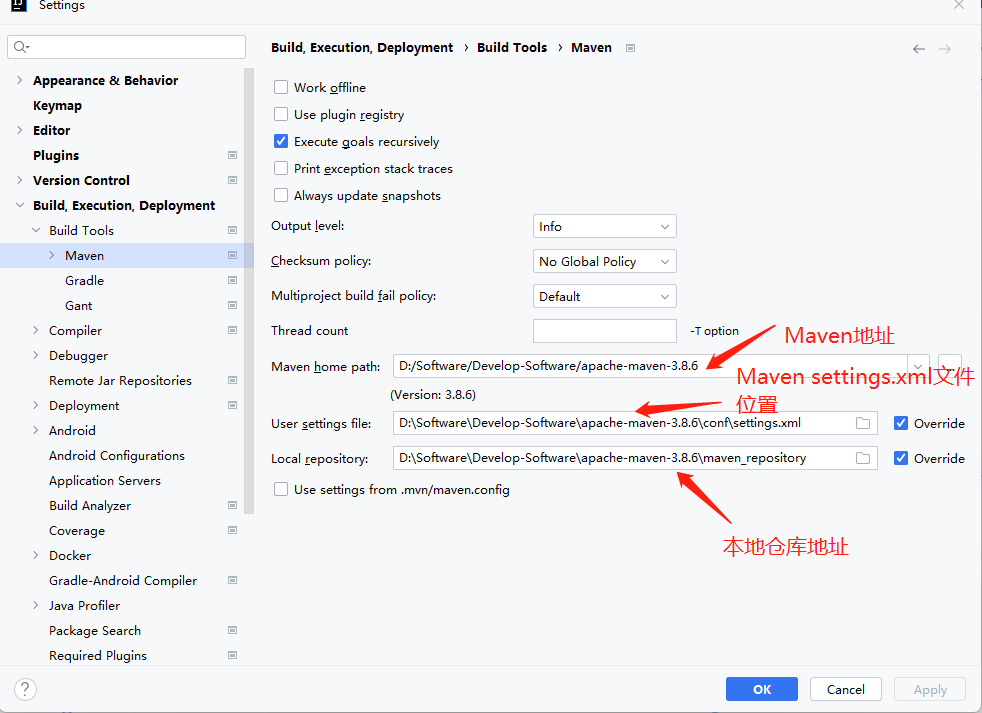 Settings
Build, Execution, Deployment › Build Tools › Maven
Appearance & Behavior
Keymap
Editor
Plugins
Version Control
Build, Execution, Deployment
Build Tools
Maven
Gradle
Gant
Compiler
Debugger
Remote Jar Repositories
Deployment
Android
Android Configurations
Application Servers
Build Analyzer
Coverage
Docker
Gradle-Android Compiler
Java Profiler
Package Search
Required Plugins
Work offline
Use plugin registry
Execute goals recursively
Print exception stack traces
Always update snapshots
Output level: Info
Checksum policy: No Global Policy
Multiproject build fail policy: Default
Thread count -T option
Maven地址
Maven home path: D:/Software/Develop-Software/apache-maven-3.8.6
Maven settings.xml文件
位置
(Version: 3.8.6)
User settings file: D:\Software\Develop-Software\apache-maven-3.8.6\conf\settings.xml Override
Local repository: D:\Software\Develop-Software\apache-maven-3.8.6\maven_repository Override
Use settings from .mvn/maven.config
本地仓库地址
? OK Cancel Apply